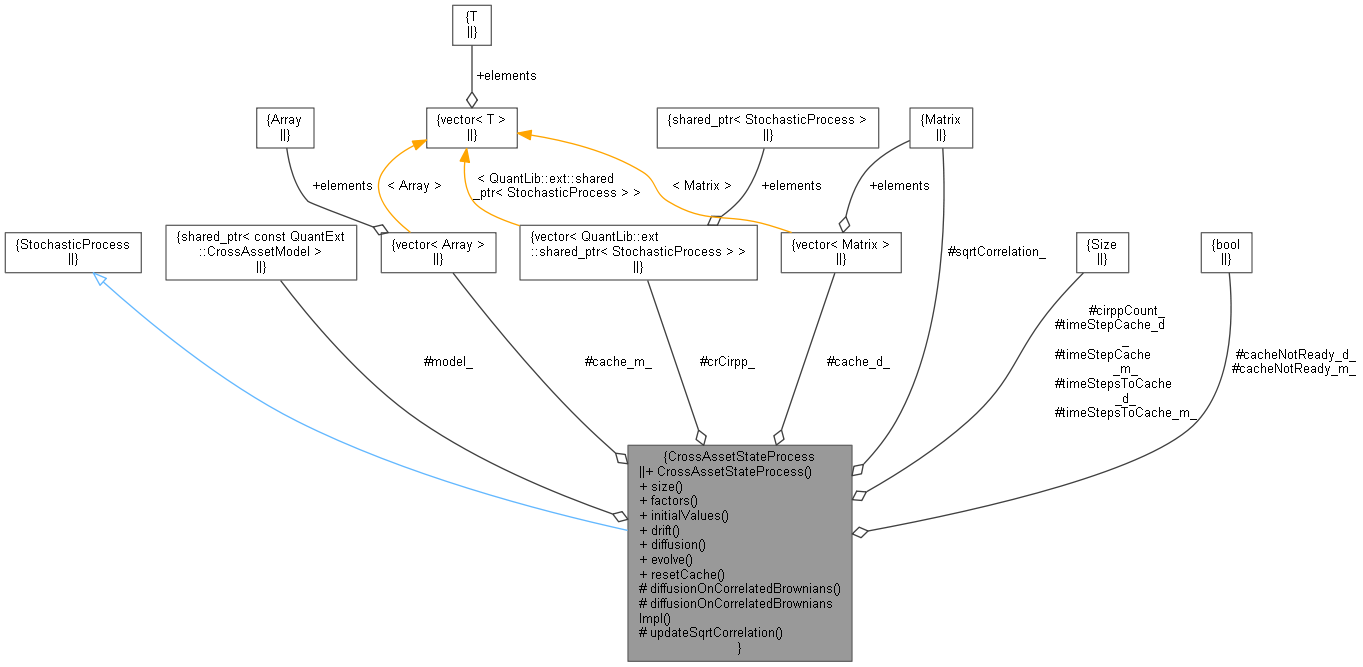 {T
||}
+elements
{Array
||}
{vector< T >
||}
{shared_ptr< StochasticProcess >
||}
{Matrix
||}
+elements
< Array >
< QuantLib::ext::shared
_ptr< StochasticProcess > >
+elements
< Matrix >
+elements
{StochasticProcess
||}
{shared_ptr< const QuantExt
::CrossAssetModel >
||}
{vector< Array >
||}
{vector< QuantLib::ext
::shared_ptr< StochasticProcess > >
||}
{vector< Matrix >
||}
#sqrtCorrelation_
{Size
||}
{bool
||}
#model_
#cache_m_
#crCirpp_
#cache_d_
#cirppCount_
#timeStepCache_d
_
#timeStepCache
_m_
#timeStepsToCache
_d_
#timeStepsToCache_m_
#cacheNotReady_d_
#cacheNotReady_m_
{CrossAssetStateProcess
||+ CrossAssetStateProcess()
+ size()
+ factors()
+ initialValues()
+ drift()
+ diffusion()
+ evolve()
+ resetCache()
# diffusionOnCorrelatedBrownians()
# diffusionOnCorrelatedBrownians
Impl()
# updateSqrtCorrelation()
}